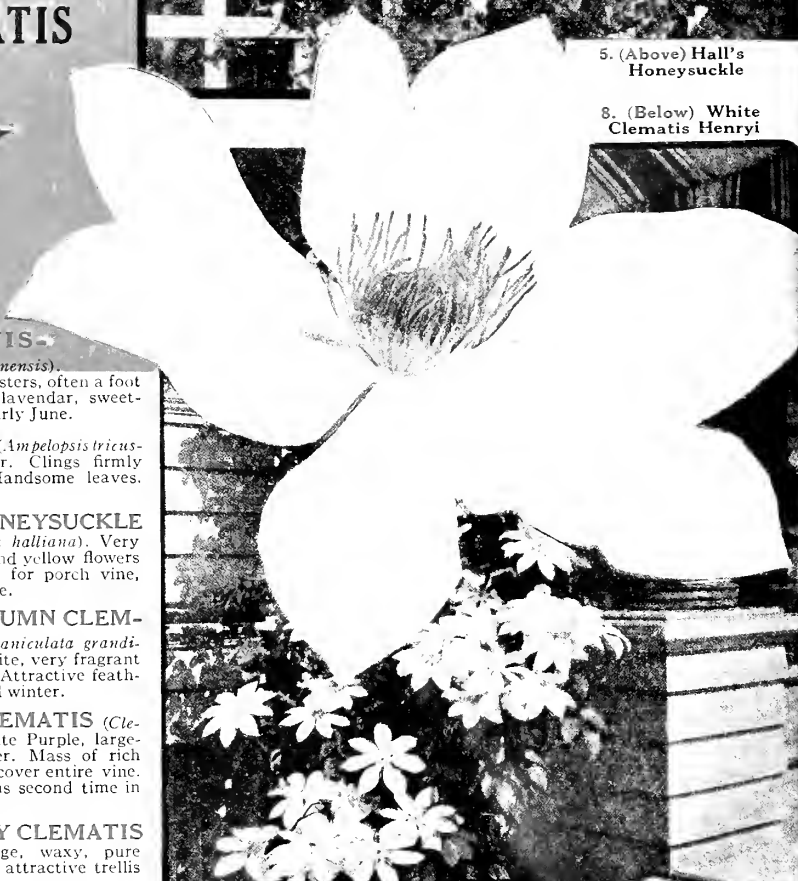 ATIS
5. (Above) Hall's
Honeysuckle
8. (Below) White
Clematis Henryi
IS-
nensis).
sters, often a foot
lavendar, sweet-
rly June.
(Ampelopsis tricus-
r. Clings firmly
Handsome leaves.
NEYSUCKLE
halliana). Very
nd yellow flowers
for porch vine,
e.
UMN CLEM-
aniculata grandi-
ite, very fragrant
Attractive feath-
winter.
EMATIS (Cle-
te Purple, large-
er. Mass of rich
cover entire vine.
s second time in
Y CLEMATIS
ge, waxy, pure
attractive trellis